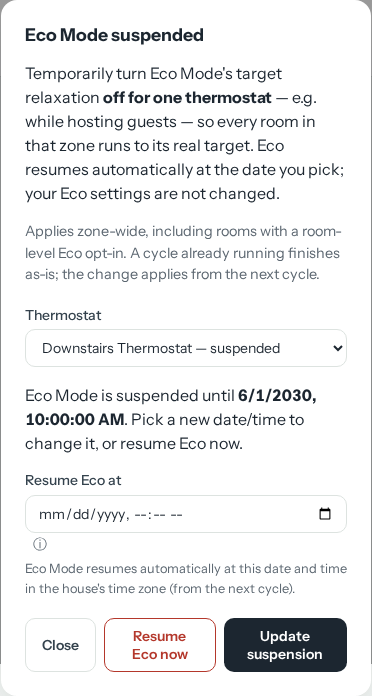 Eco Mode suspended
Temporarily turn Eco Mode's target
relaxation off for one thermostat — e.g.
while hosting guests — so every room in
that zone runs to its real target. Eco
resumes automatically at the date you pick;
your Eco settings are not changed.
Applies zone-wide, including rooms with a room-
level Eco opt-in. A cycle already running finishes
as-is; the change applies from the next cycle.
Thermostat
Downstairs Thermostat — suspended
Eco Mode is suspended until 6/1/2030,
10:00:00 AM. Pick a new date/time to
change it, or resume Eco now.
Resume Eco at
mm/dd/yyyy, --:-- --
ⓘ
Eco Mode resumes automatically at this date and time
in the house's time zone (from the next cycle).
Close
Resume
Eco now
Update
suspension